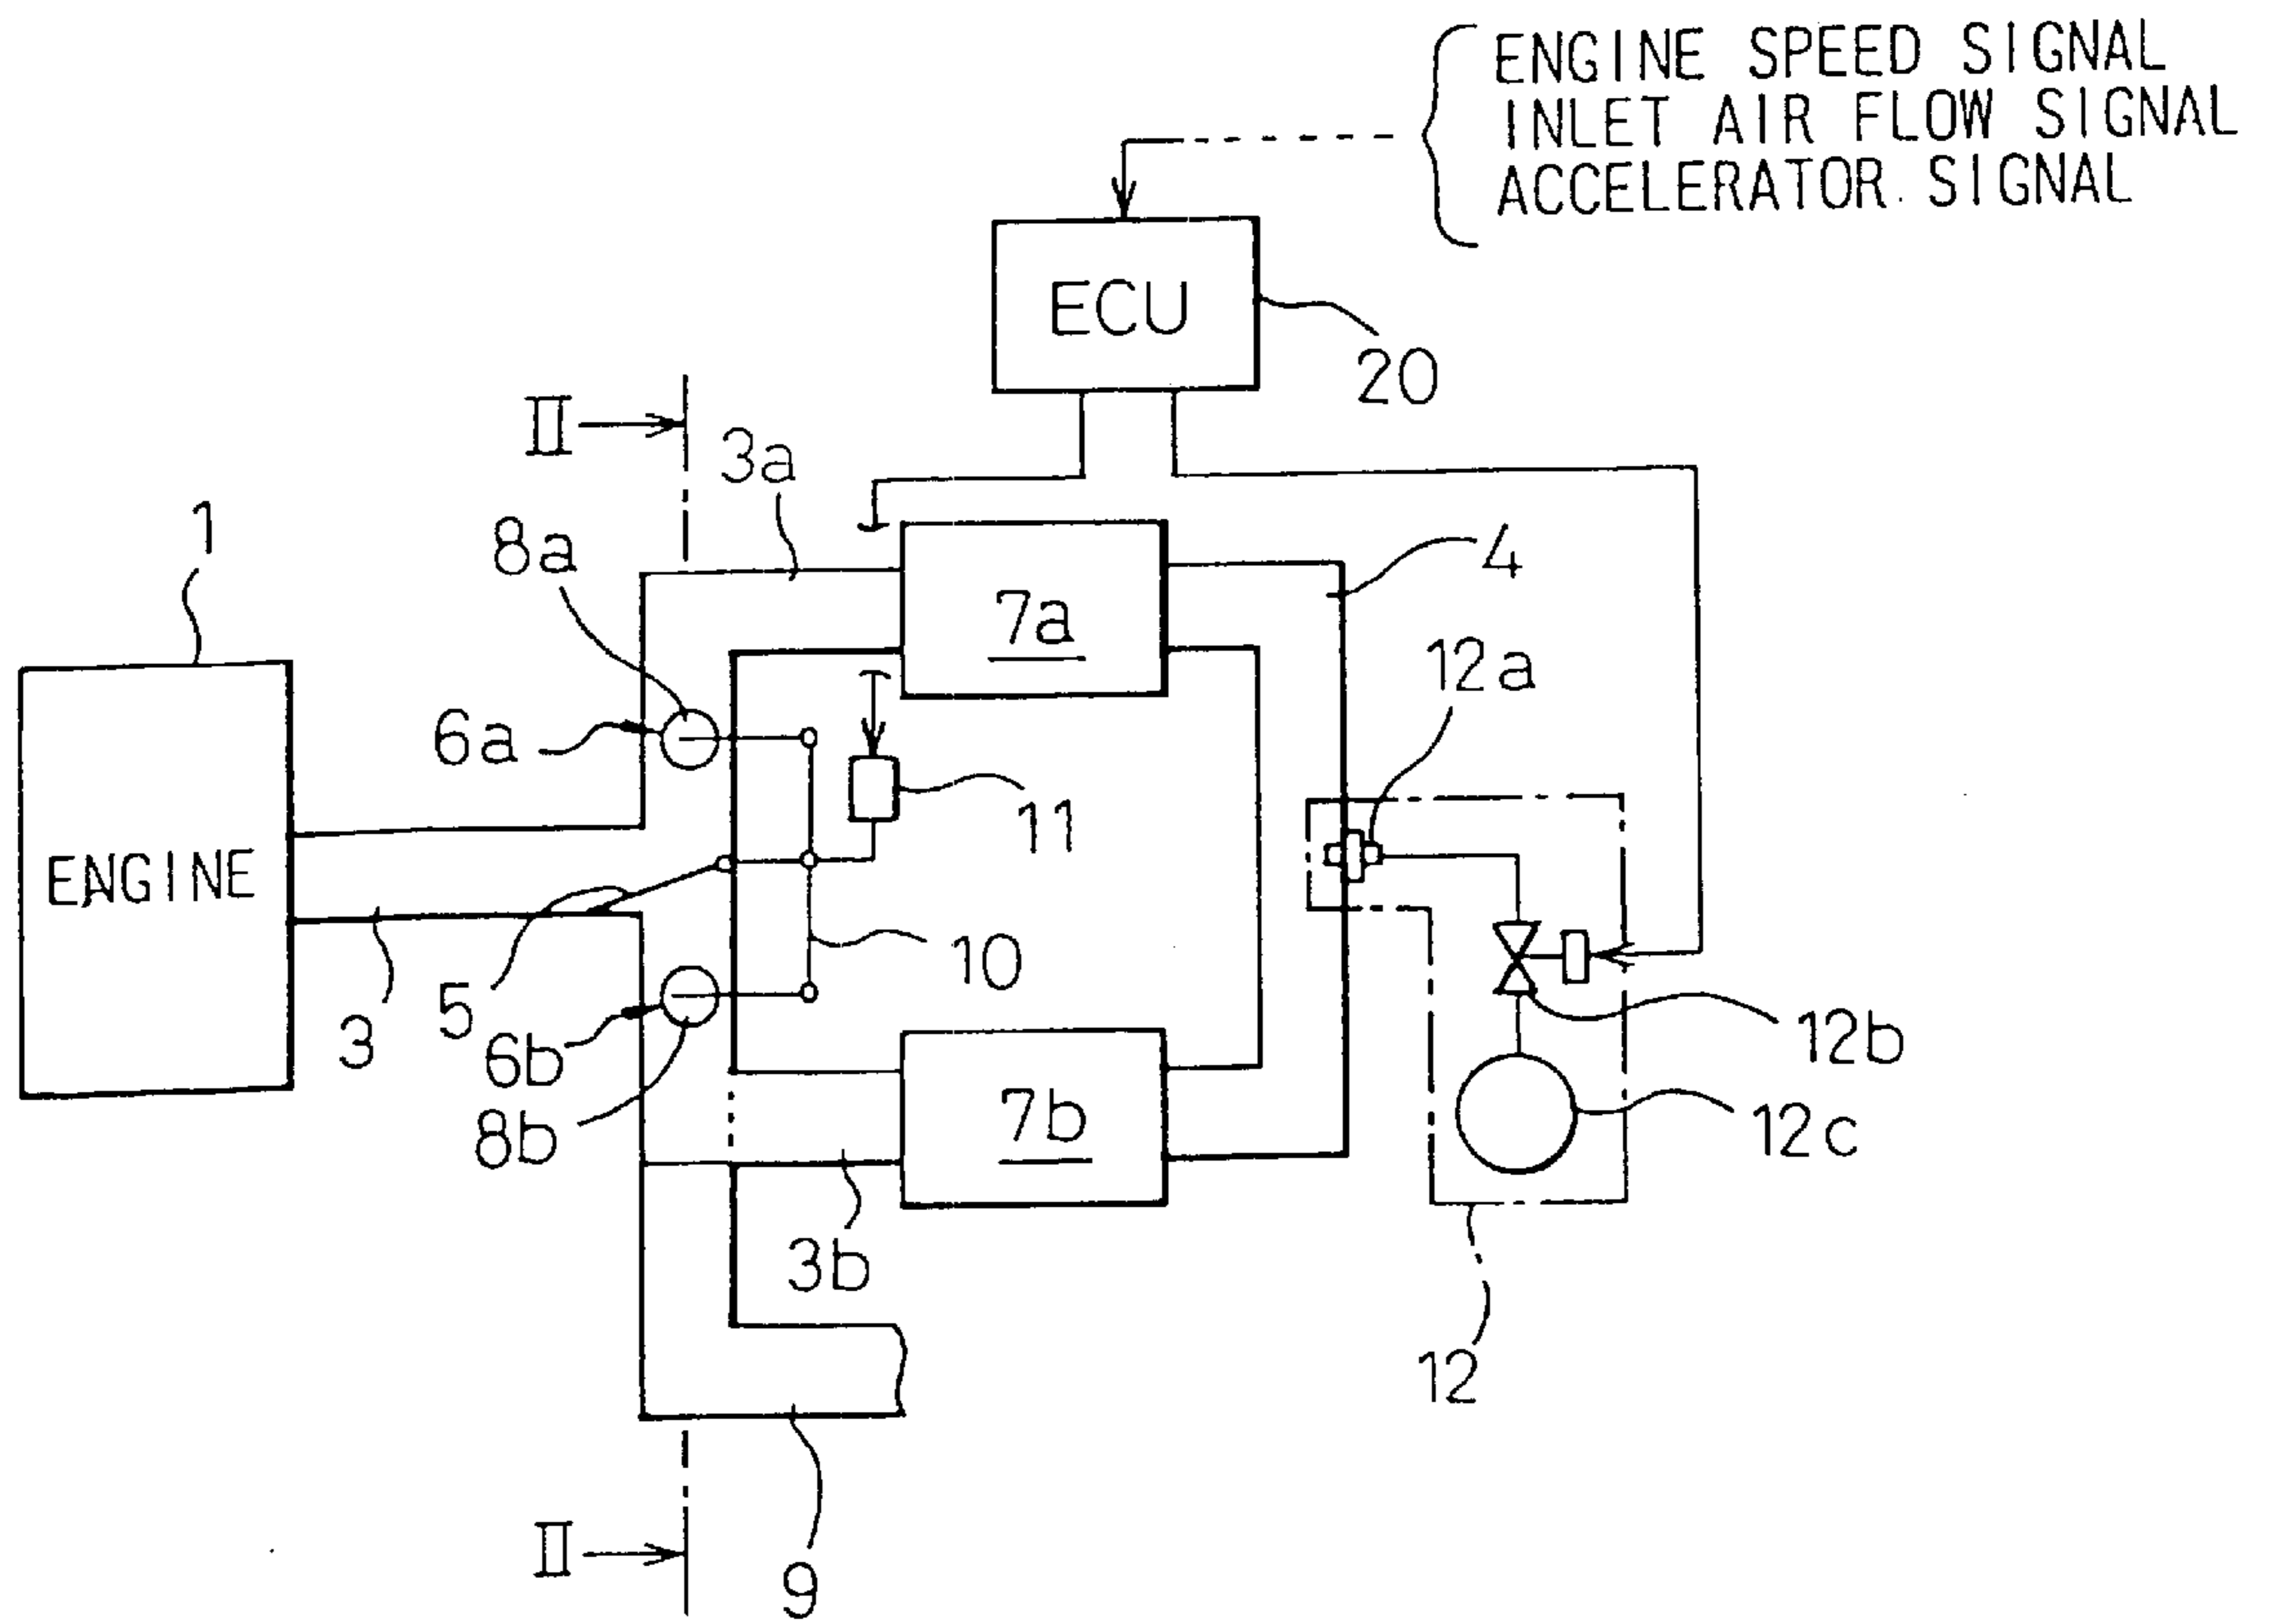 ENGINE SPEED SIGNAL
INLET AIR FLOW SIGNAL
ACCELERATOR SIGNAL
ECU
20
II
3a
8a
1
4
7a
12a
6a
11
ENGINE
10
5
3
6b
12b
8b
7b
12c
3b
12
II
9